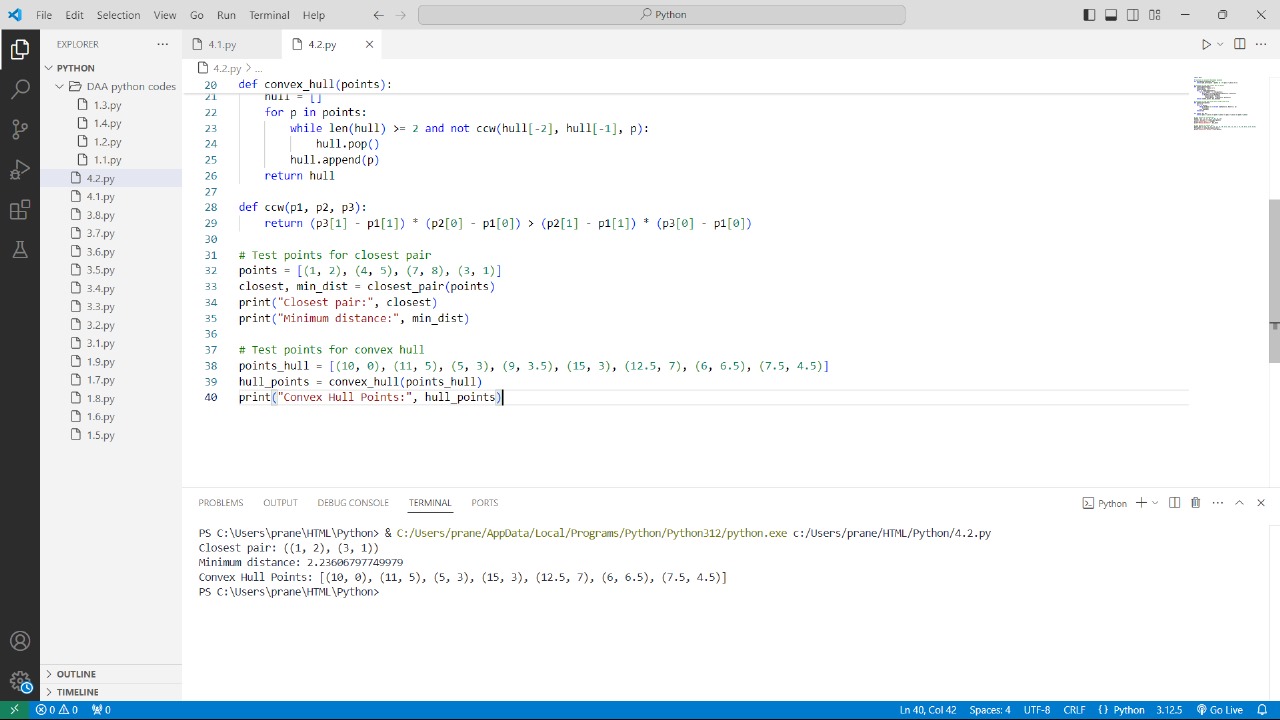 File Edit Selection View Go Run Terminal Help
Python
EXPLORER
4.1.py
4.2.py
PYTHON
4.2.py > ...
DAA python codes
1.3.py
1.4.py
1.2.py
1.1.py
4.2.py
4.1.py
3.8.py
3.7.py
3.6.py
3.5.py
3.4.py
3.3.py
3.2.py
3.1.py
1.9.py
1.7.py
1.8.py
1.6.py
1.5.py
OUTLINE
TIMELINE
20 def convex_hull(points):
21 hull = []
22 for p in points:
23 while len(hull) >= 2 and not ccw(hull[-2], hull[-1], p):
24 hull.pop()
25 hull.append(p)
26 return hull
27
28 def ccw(p1, p2, p3):
29 return (p3[1] - p1[1]) * (p2[0] - p1[0]) > (p2[1] - p1[1]) * (p3[0] - p1[0])
30
31 # Test points for closest pair
32 points = [(1, 2), (4, 5), (7, 8), (3, 1)]
33 closest, min_dist = closest_pair(points)
34 print("Closest pair:", closest)
35 print("Minimum distance:", min_dist)
36
37 # Test points for convex hull
38 points_hull = [(10, 0), (11, 5), (5, 3), (9, 3.5), (15, 3), (12.5, 7), (6, 6.5), (7.5, 4.5)]
39 hull_points = convex_hull(points_hull)
40 print("Convex Hull Points:", hull_points)
PROBLEMS OUTPUT DEBUG CONSOLE TERMINAL PORTS
Python
PS C:\Users\prane\HTML\Python> & C:/Users/prane/AppData/Local/Programs/Python/Python312/python.exe c:/Users/prane/HTML/Python/4.2.py
Closest pair: ((1, 2), (3, 1))
Minimum distance: 2.23606797749979
Convex Hull Points: [(10, 0), (11, 5), (5, 3), (15, 3), (12.5, 7), (6, 6.5), (7.5, 4.5)]
PS C:\Users\prane\HTML\Python>
0 0 0 Ln 40, Col 42 Spaces: 4 UTF-8 CRLF {} Python 3.12.5 Go Live